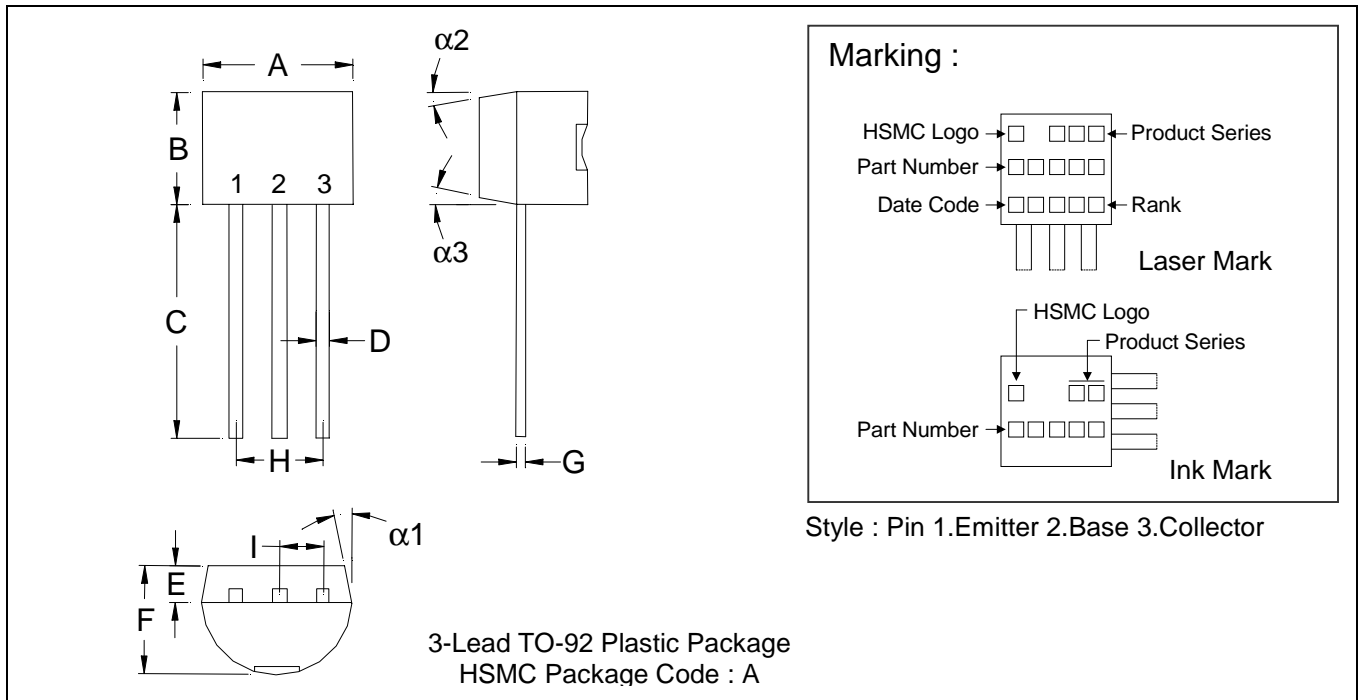 α2
A
B
1 2 3
α3
C
D
H
G
α1
I
E
F
3-Lead TO-92 Plastic Package
HSMC Package Code : A
Marking :
HSMC Logo
Product Series
Part Number
Date Code
Rank
Laser Mark
HSMC Logo
Product Series
Part Number
Ink Mark
Style : Pin 1.Emitter 2.Base 3.Collector